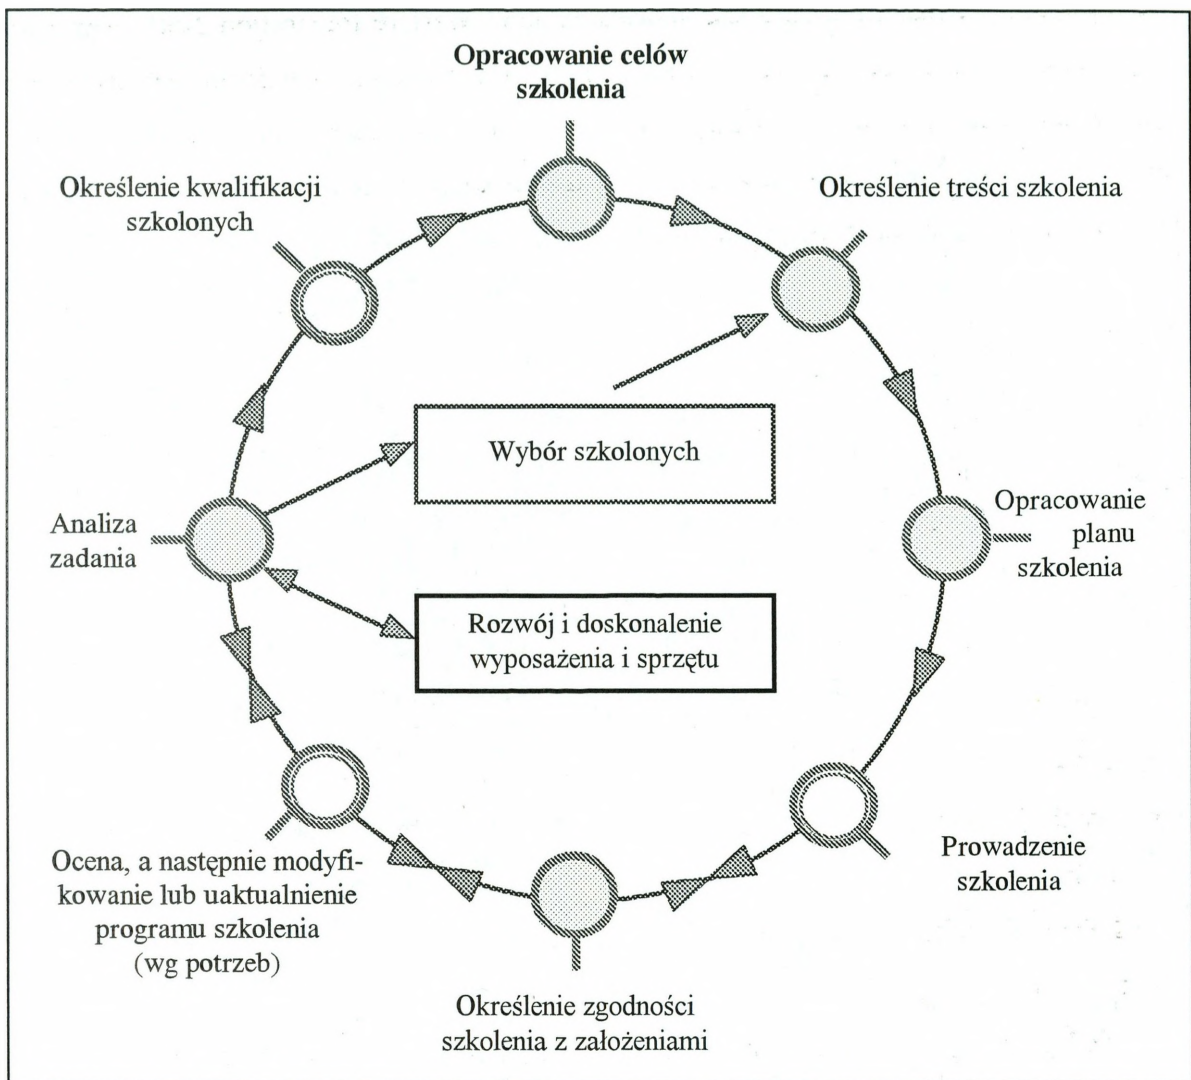 Opracowanie celów
szkolenia
Określenie kwalifikacji
szkolonych
Określenie treści szkolenia
Wybór szkolonych
Analiza
zadania
Opracowanie
planu
szkolenia
Rozwój i doskonalenie
wyposażenia i sprzętu
Ocena, a następnie modyfi-
kowanie lub uaktualnienie
programu szkolenia
(wg potrzeb)
Prowadzenie
szkolenia
Określenie zgodności
szkolenia z założeniami